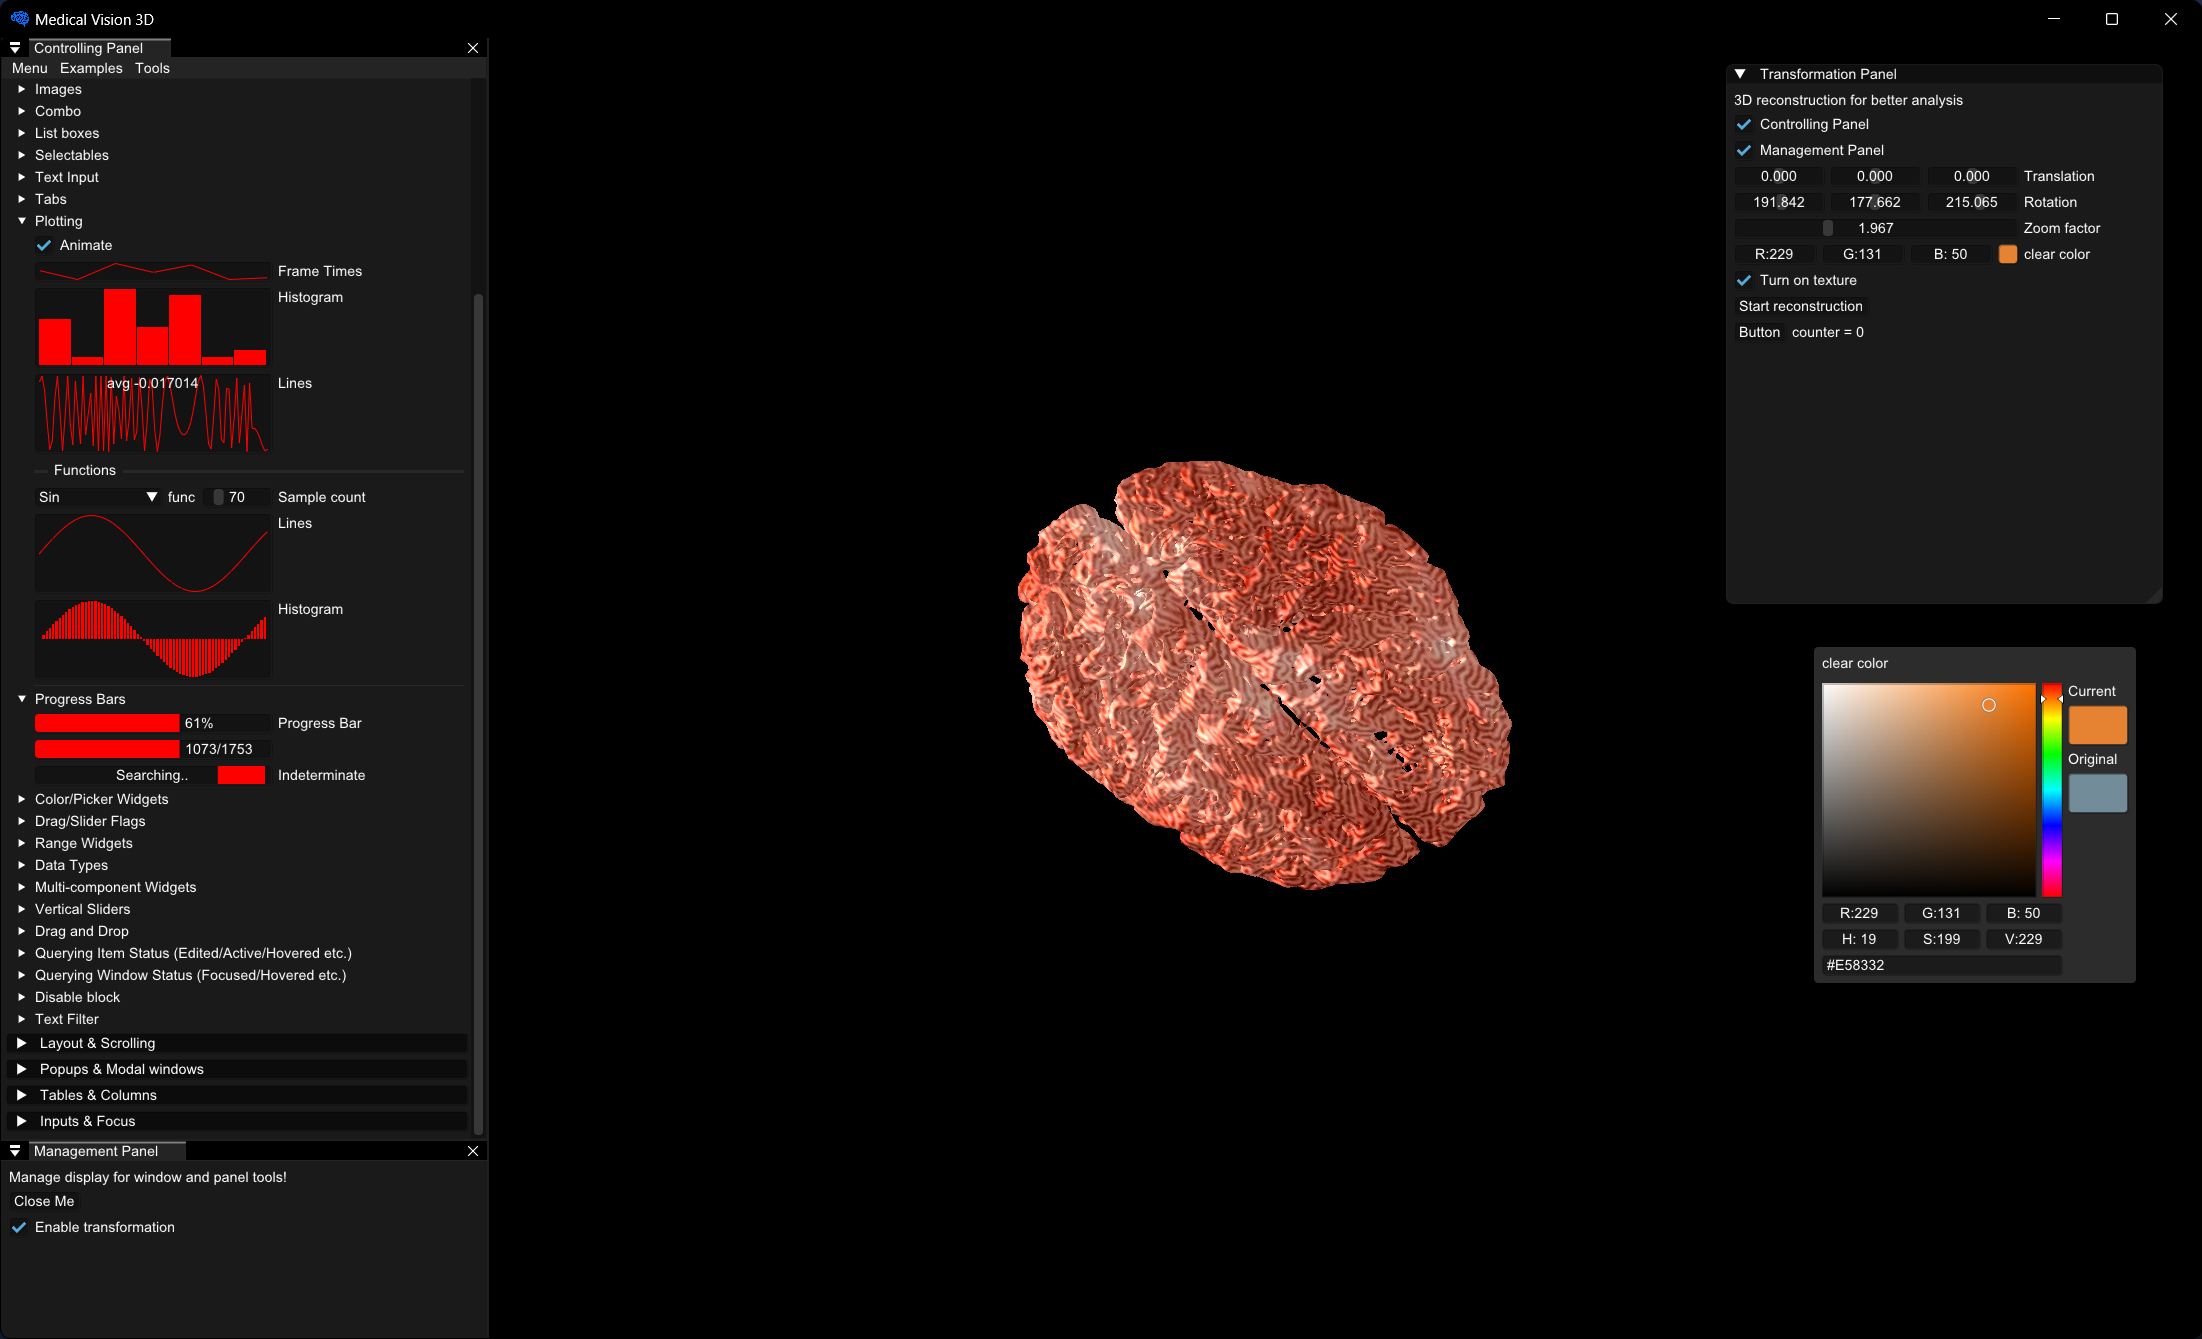 Medical Vision 3D
Controlling Panel
Menu Examples Tools
Images
Combo
List boxes
Selectables
Text Input
Tabs
Plotting
Animate
Frame Times
Histogram
avg -0.017014 Lines
Functions
Sin func 70 Sample count
Lines
Histogram
Progress Bars
61% Progress Bar
1073/1753
Searching.. Indeterminate
Color/Picker Widgets
Drag/Slider Flags
Range Widgets
Data Types
Multi-component Widgets
Vertical Sliders
Drag and Drop
Querying Item Status (Edited/Active/Hovered etc.)
Querying Window Status (Focused/Hovered etc.)
Disable block
Text Filter
Layout & Scrolling
Popups & Modal windows
Tables & Columns
Inputs & Focus
Management Panel
Manage display for window and panel tools!
Close Me
Enable transformation
Transformation Panel
3D reconstruction for better analysis
Controlling Panel
Management Panel
0.000 0.000 0.000 Translation
191.842 177.662 215.065 Rotation
1.967 Zoom factor
R:229 G:131 B: 50 clear color
Turn on texture
Start reconstruction
Button counter = 0
clear color
Current
Original
R:229 G:131 B: 50
H: 19 S:199 V:229
#E58332